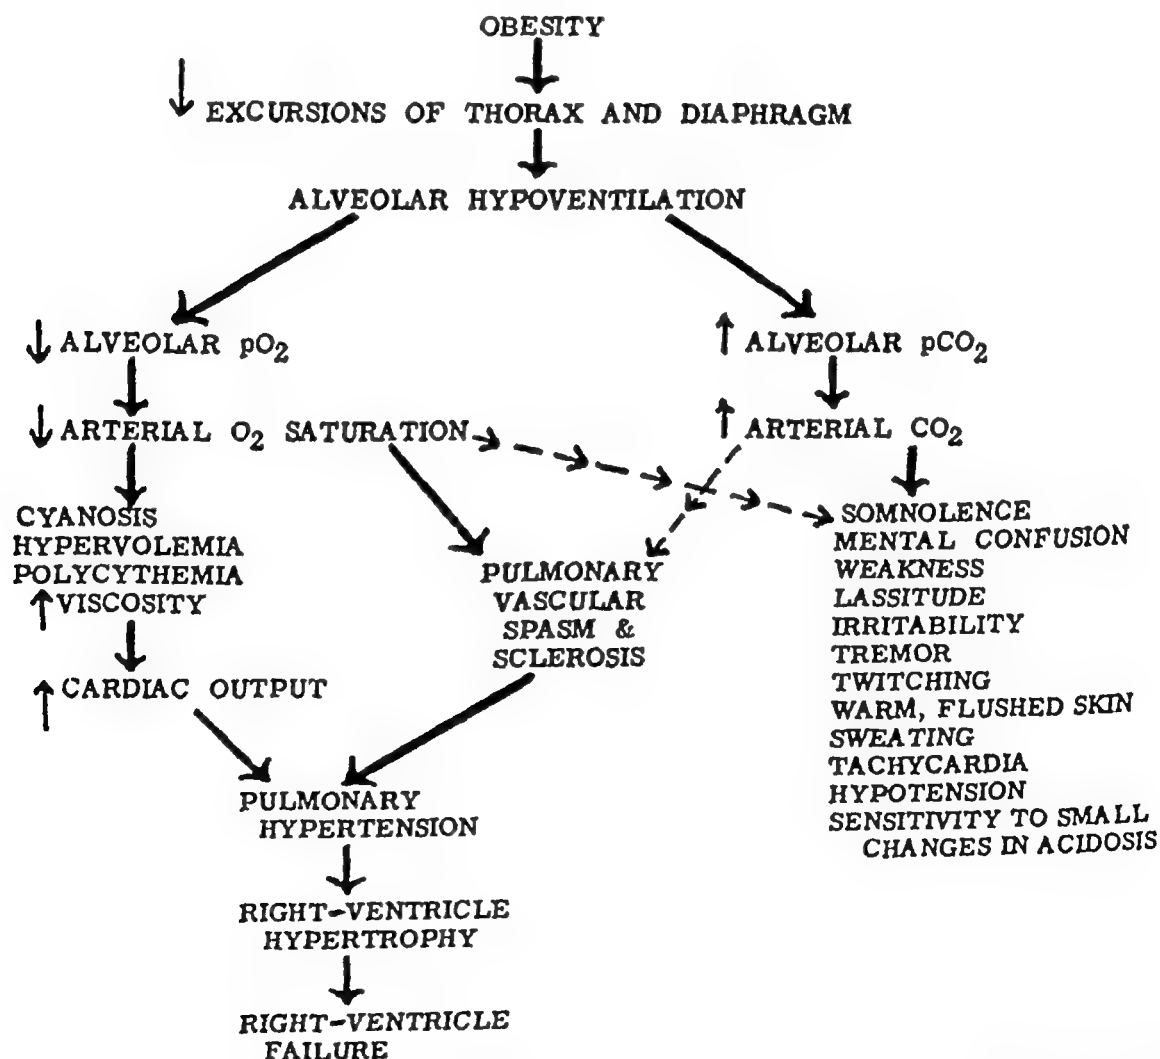 OBESITY
↓ EXCURSIONS OF THORAX AND DIAPHRAGM
ALVEOLAR HYPOVENTILATION
↓ ALVEOLAR pO₂
↑ ALVEOLAR pCO₂
↓ ARTERIAL O₂ SATURATION
↑ ARTERIAL CO₂
CYANOSIS
HYPERVOLEMIA
POLYCYTHEMIA
↑ VISCOSITY
↑ CARDIAC OUTPUT
PULMONARY
VASCULAR
SPASM &
SCLEROSIS
SOMNOLENCE
MENTAL CONFUSION
WEAKNESS
LASSITUDE
IRRITABILITY
TREMOR
TWITCHING
WARM, FLUSHED SKIN
SWEATING
TACHYCARDIA
HYPOTENSION
SENSITIVITY TO SMALL
CHANGES IN ACIDOSIS
PULMONARY
HYPERTENSION
RIGHT-VENTRICLE
HYPERTROPHY
RIGHT-VENTRICLE
FAILURE